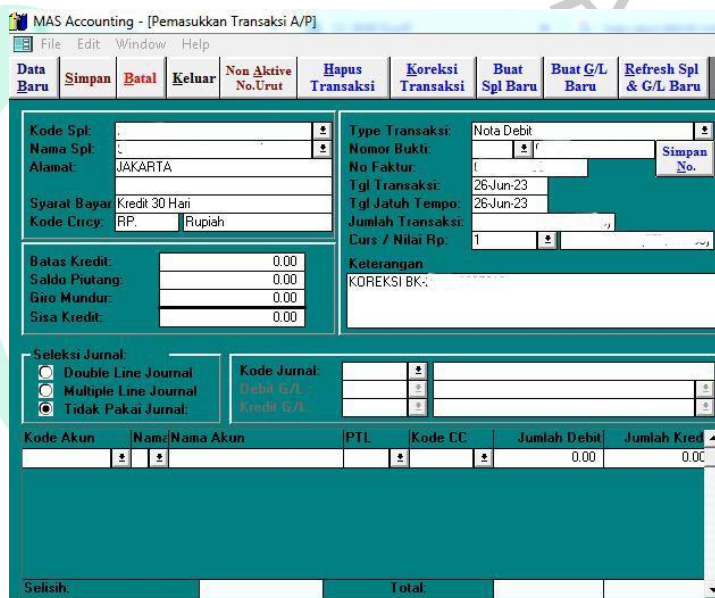 MAS Accounting - [Pemasukkan Transaksi A/P]
File Edit Window Help
Data Baru Simpan Batal Keluar Non Aktive No.Urut Hapus Transaksi Koreksi Transaksi Buat Spl Baru Buat G/L Baru Refresh Spl & G/L Baru
Kode Spl:
Nama Spl:
Alamat: JAKARTA
Syarat Bayar Kredit 30 Hari
Kode Crrcy: RP. Rupiah
Type Transaksi: Nota Debit
Nomor Bukti: Simpan No.
No Faktur:
Tgl Transaksi: 26-Jun-23
Tgl Jatuh Tempo: 26-Jun-23
Jumlah Transaksi:
Curs / Nilai Rp: 1
Keterangan
KOREKSI BK-
Batas Kredit: 0.00
Saldo Piutang: 0.00
Giro Mundur: 0.00
Sisa Kredit: 0.00
Seleksi Jurnal:
Double Line Journal
Multiple Line Journal
Tidak Pakai Jurnal:
Kode Jurnal:
Debit G/L :
Kredit G/L:
Kode Akun Nama Nama Akun PTL Kode CC Jumlah Debit Jumlah Kred
0.00 0.00
Selisih: Total: